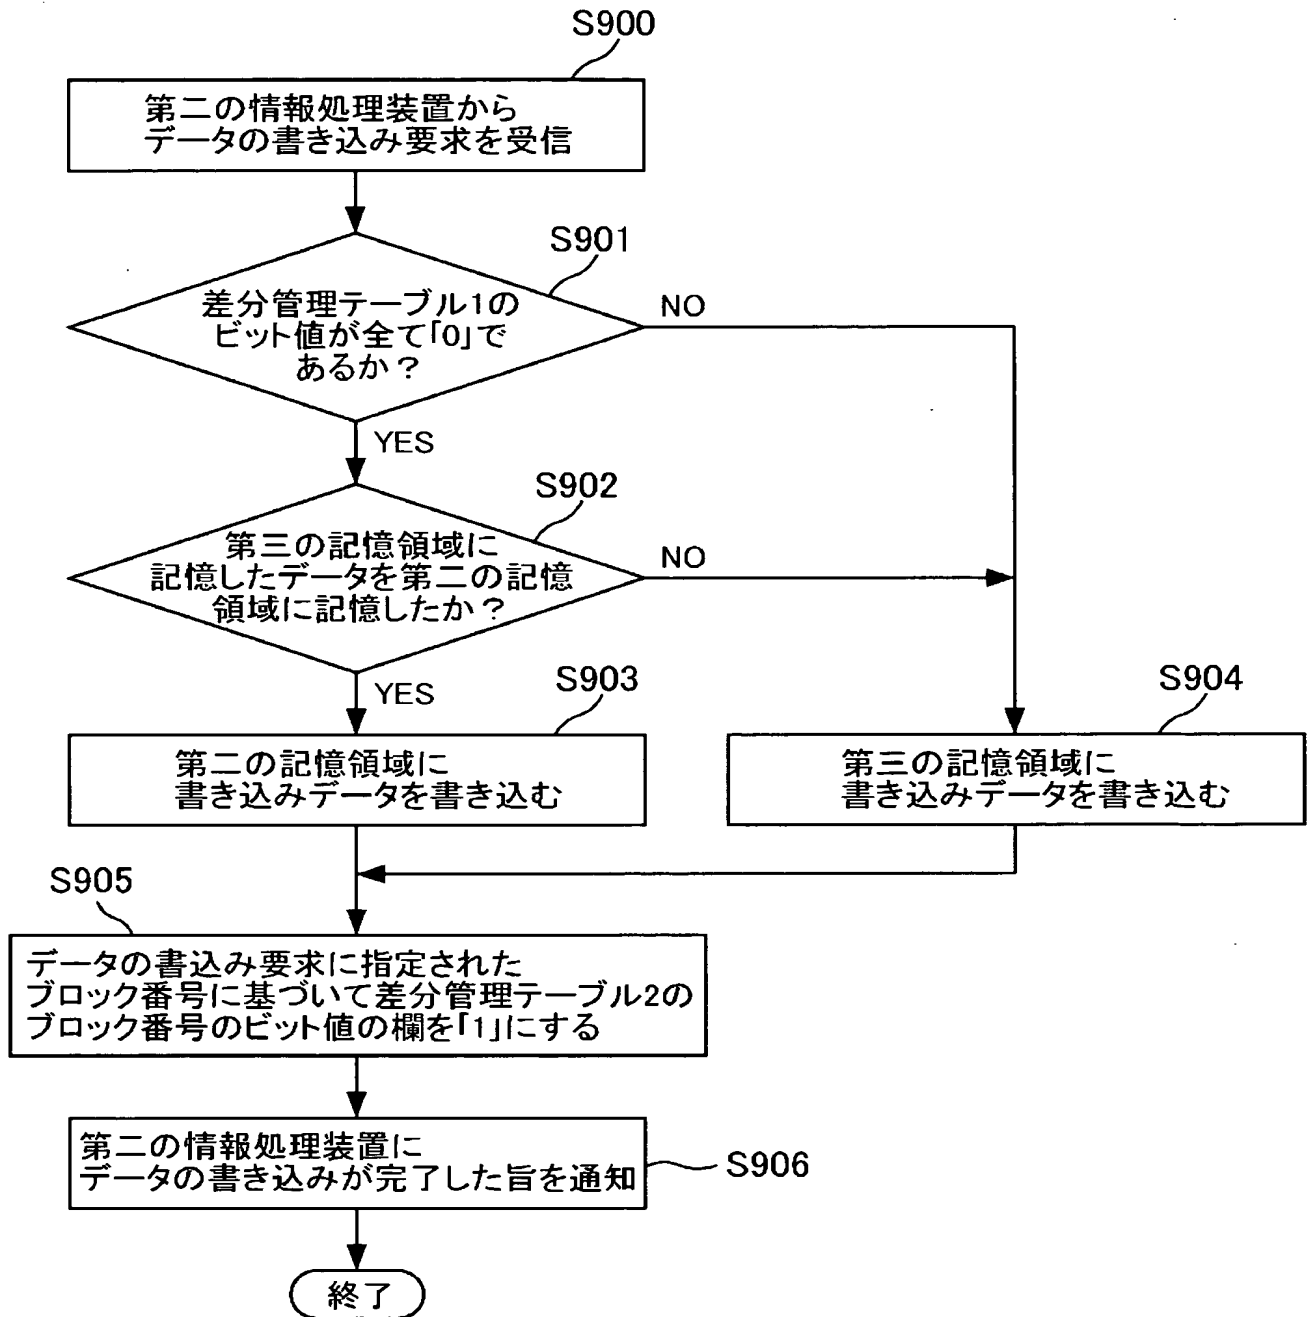 S900
第二の情報処理装置から
データの書き込み要求を受信
S901
差分管理テーブル1の
ビット値が全て「0」で
あるか？
NO
YES
S902
第三の記憶領域に
記憶したデータを第二の記憶
領域に記憶したか？
NO
YES
S903
第二の記憶領域に
書き込みデータを書き込む
S904
第三の記憶領域に
書き込みデータを書き込む
S905
データの書込み要求に指定された
ブロック番号に基づいて差分管理テーブル2の
ブロック番号のビット値の欄を「1」にする
第二の情報処理装置に
データの書き込みが完了した旨を通知
S906
終了